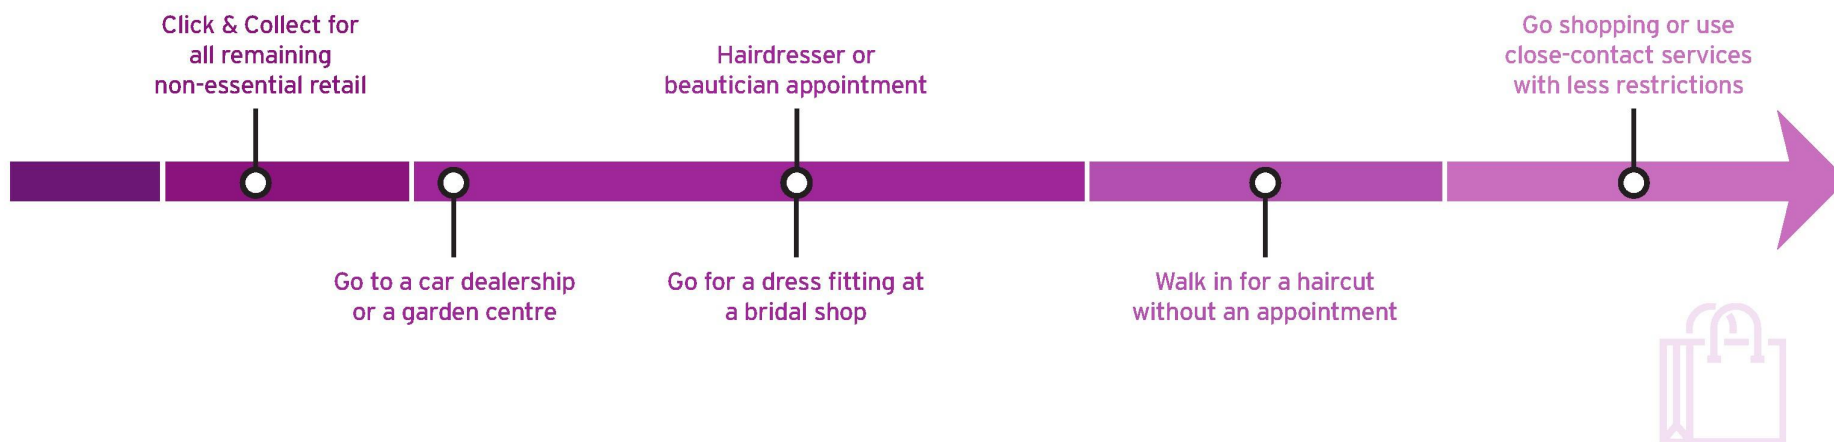 Click & Collect for
all remaining
non-essential retail
Go to a car dealership
or a garden centre
Hairdresser or
beautician appointment
Go for a dress fitting at
a bridal shop
Walk in for a haircut
without an appointment
Go shopping or use
close-contact services
with less restrictions